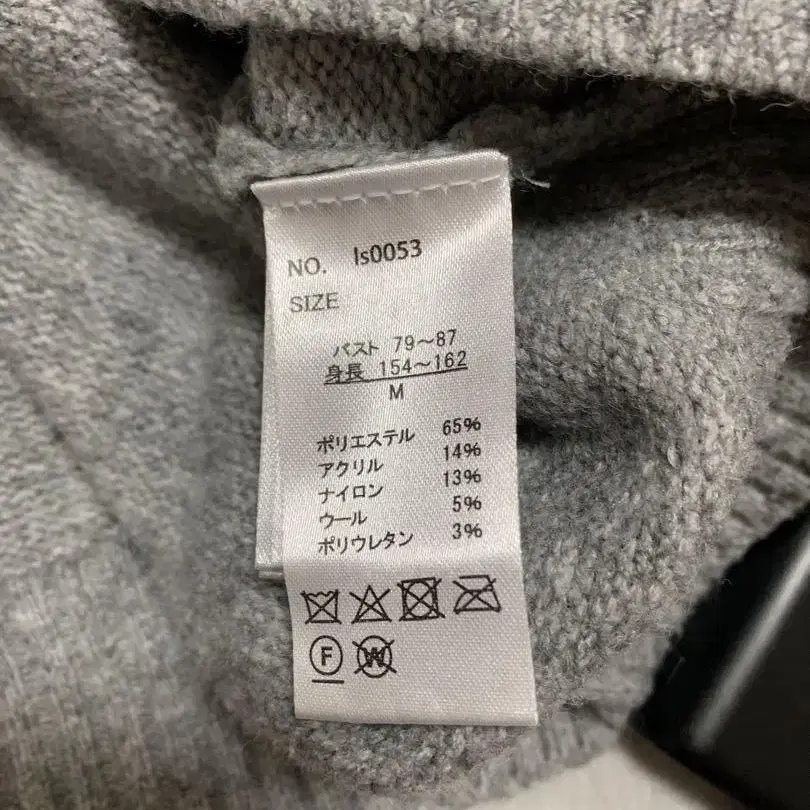 NO. ls0053
SIZE
バスト 79～87
身長 154～162
M
ポリエステル 65%
アクリル 14%
ナイロン 13%
ウール 5%
ポリウレタン 3%
F W